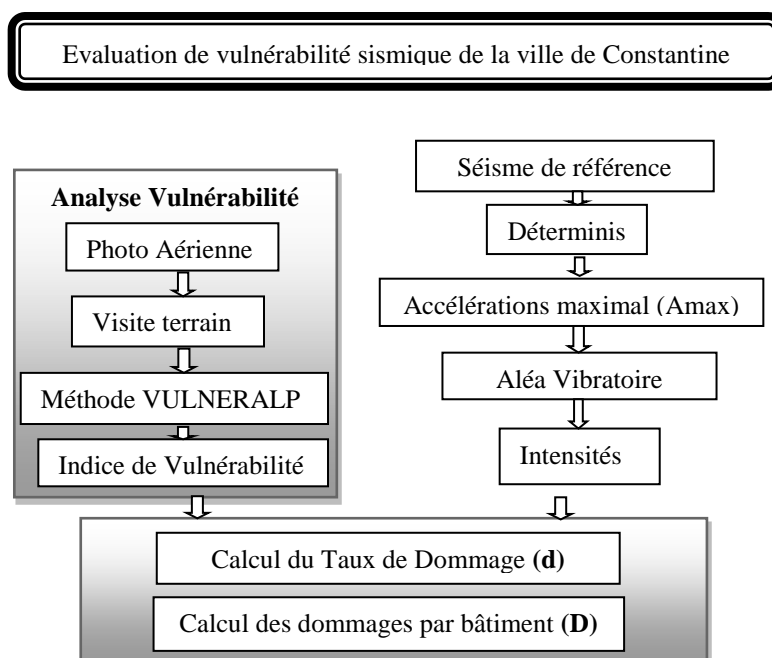 Evaluation de vulnérabilité sismique de la ville de Constantine
Analyse Vulnérabilité
Photo Aérienne
Visite terrain
Méthode VULNERALP
Indice de Vulnérabilité
Séisme de référence
Déterminis
Accélérations maximal (Amax)
Aléa Vibratoire
Intensités
Calcul du Taux de Dommage (d)
Calcul des dommages par bâtiment (D)